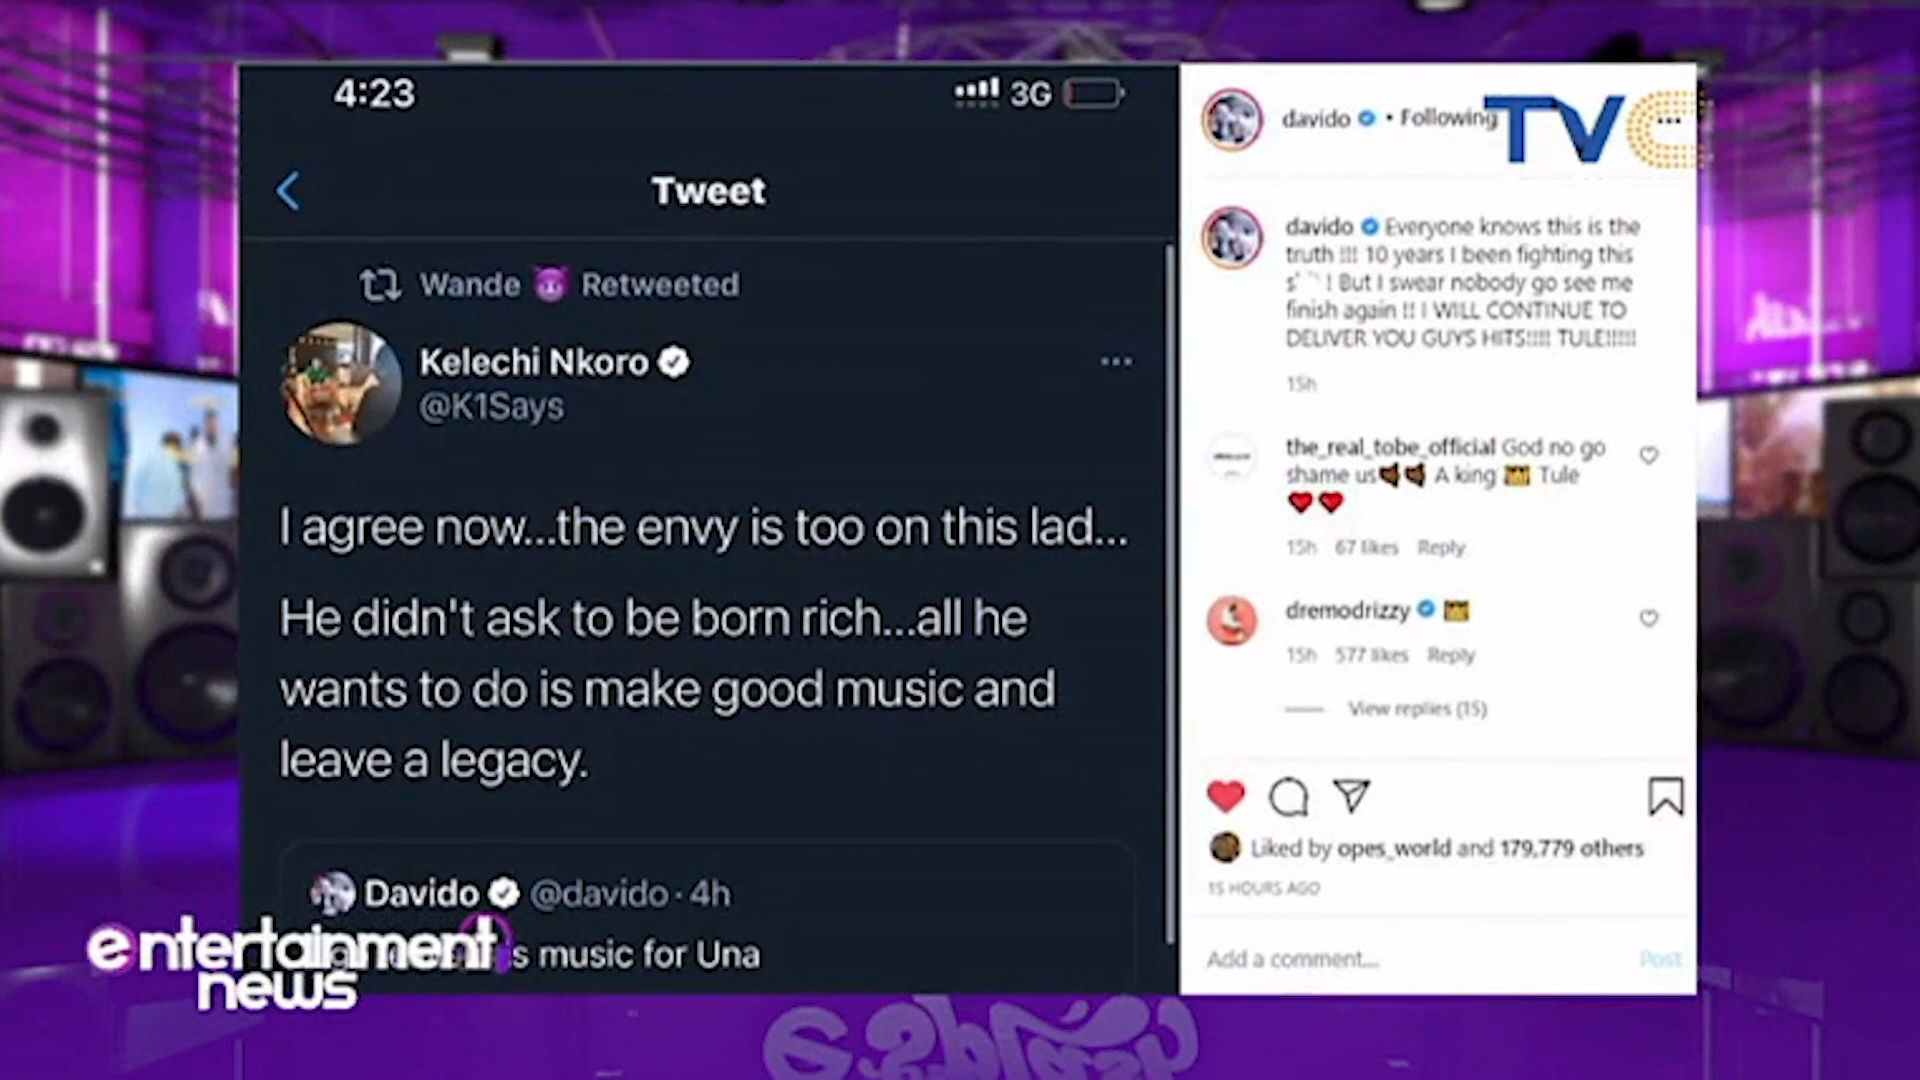 4:23
3G
Tweet
Wande 😈 Retweeted
Kelechi Nkoro
@K1Says
I agree now...the envy is too on this lad...
He didn't ask to be born rich...all he
wants to do is make good music and
leave a legacy.
Davido @davido · 4h
s music for Una
entertainment
news
davido • Following
TVC
davido Everyone knows this is the
truth !!! 10 years I been fighting this
s ! But I swear nobody go see me
finish again !! I WILL CONTINUE TO
DELIVER YOU GUYS HITS!!!! TULE!!!!!
15h
the_real_tobe_official God no go
shame us A king Tule
❤️❤️
15h 67 likes Reply
dremodrizzy
15h 577 likes Reply
View replies (15)
Liked by opes_world and 179,779 others
15 HOURS AGO
Add a comment...
Post